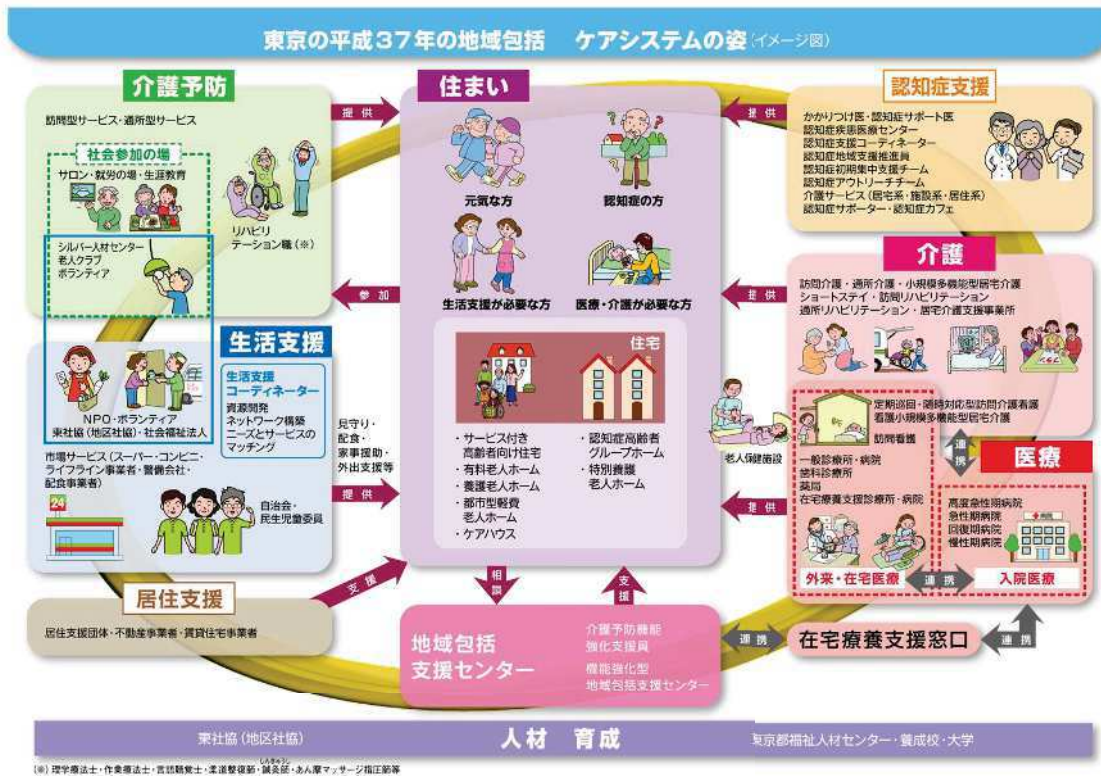 東京の平成37年の地域包括 ケアシステムの姿(イメージ図)
介護予防
訪問型サービス・通所型サービス
社会参加の場
サロン・就労の場・生涯教育
シルバー人材センター
老人クラブ
ボランティア
リハビリ
テーション職(※)
提供
参加
生活支援
生活支援
コーディネーター
資源開発
ネットワーク構築
ニーズとサービスの
マッチング
NPO・ボランティア
東社協(地区社協)・社会福祉法人
市場サービス(スーパー・コンビニ・
ライフライン事業者・警備会社・
配食事業者)
24
自治会・
民生児童委員
見守り・
配食・
家事援助・
外出支援等
提供
居住支援
居住支援団体・不動産事業者・賃貸住宅事業者
支援
住まい
元気な方
認知症の方
生活支援が必要な方
医療・介護が必要な方
住宅
・サービス付き
高齢者向け住宅
・有料老人ホーム
・養護老人ホーム
・都市型軽費
老人ホーム
・ケアハウス
・認知症高齢者
グループホーム
・特別養護
老人ホーム
相談
支援
地域包括
支援センター
介護予防機能
強化支援員
機能強化型
地域包括支援センター
認知症支援
提供
かかりつけ医・認知症サポート医
認知症疾患医療センター
認知症支援コーディネーター
認知症地域支援推進員
認知症初期集中支援チーム
認知症アウトリーチチーム
介護サービス(居宅系・施設系・居住系)
認知症サポーター・認知症カフェ
介護
提供
訪問介護・通所介護・小規模多機能型居宅介護
ショートステイ・訪問リハビリテーション
通所リハビリテーション・居宅介護支援事業所
定期巡回・随時対応型訪問介護看護
看護小規模多機能型居宅介護
訪問看護
老人保健施設
連携
医療
提供
一般診療所・病院
歯科診療所
薬局
在宅療養支援診療所・病院
外来・在宅医療
連携
高度急性期病院
急性期病院
回復期病院
慢性期病院
病院
入院医療
連携
在宅療養支援窓口
連携
東社協(地区社協)
人材 育成
東京都福祉人材センター・養成校・大学
(※)理学療法士・作業療法士・言語聴覚士・柔道整復師・鍼灸師・あん摩マッサージ指圧師等